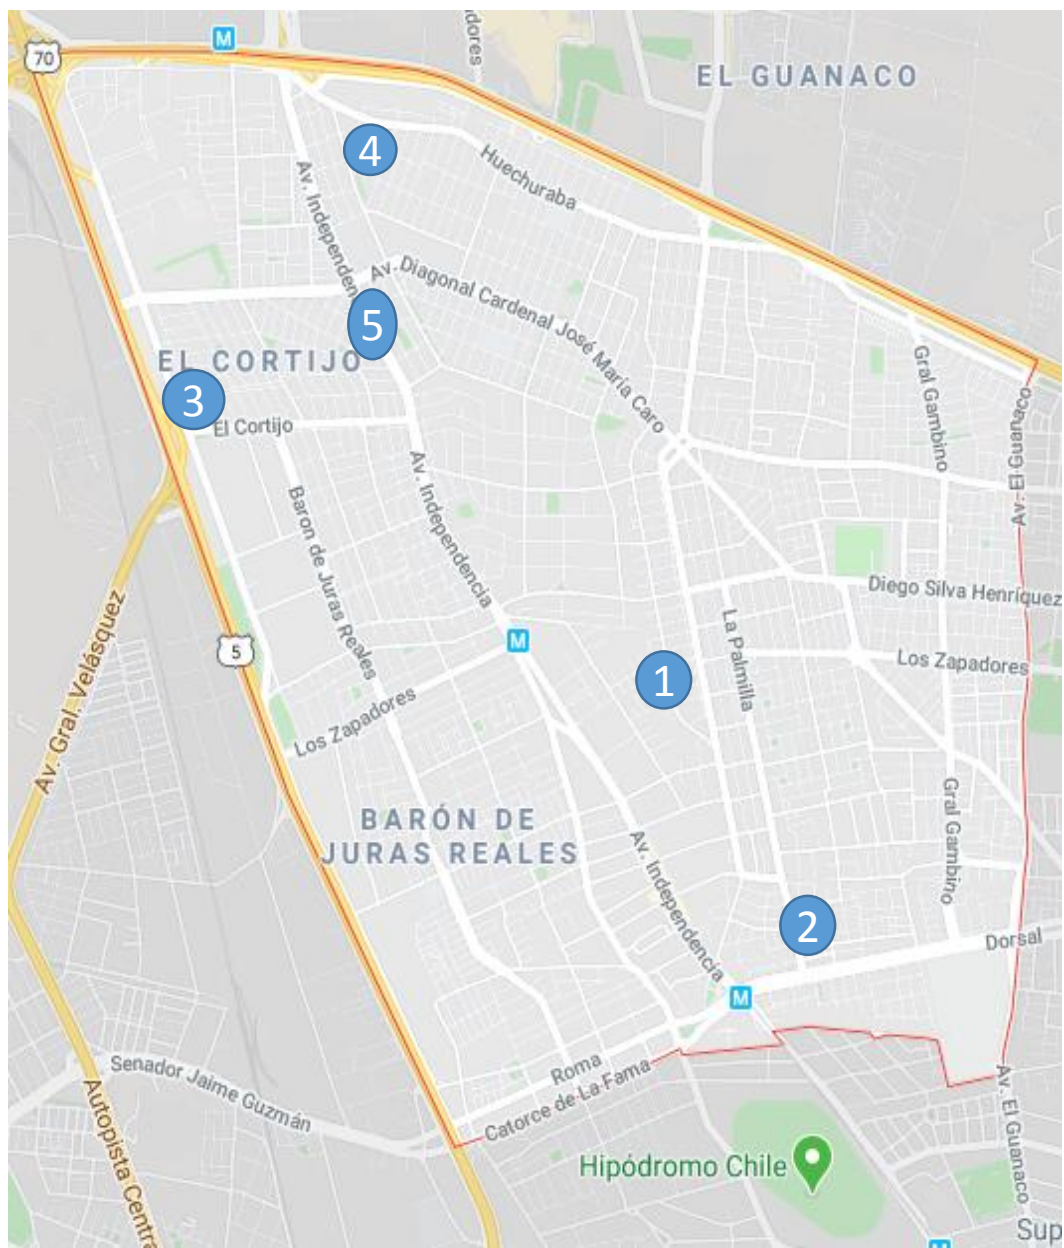 M
70
dores
EL GUANACO
4
Huechuraba
Av. Independen
Av. Diagonal Cardenal José María Caro
5
EL CORTIJO
3
El Cortijo
Gral Gambino
Av. El Guanaco
Av. Independencia
Baron de Juras Reales
Diego Silva Henríquez
Av. Gral. Velásquez
5
M
La Palmilla
Los Zapadores
1
Los Zapadores
BARÓN DE
JURAS REALES
Av. Independencia
Gral Gambino
2
Dorsal
M
Roma
Catorce de La Fama
Senador Jaime Guzmán
Autopista Centra
Av. El Guanaco
Hipódromo Chile
Sup
M